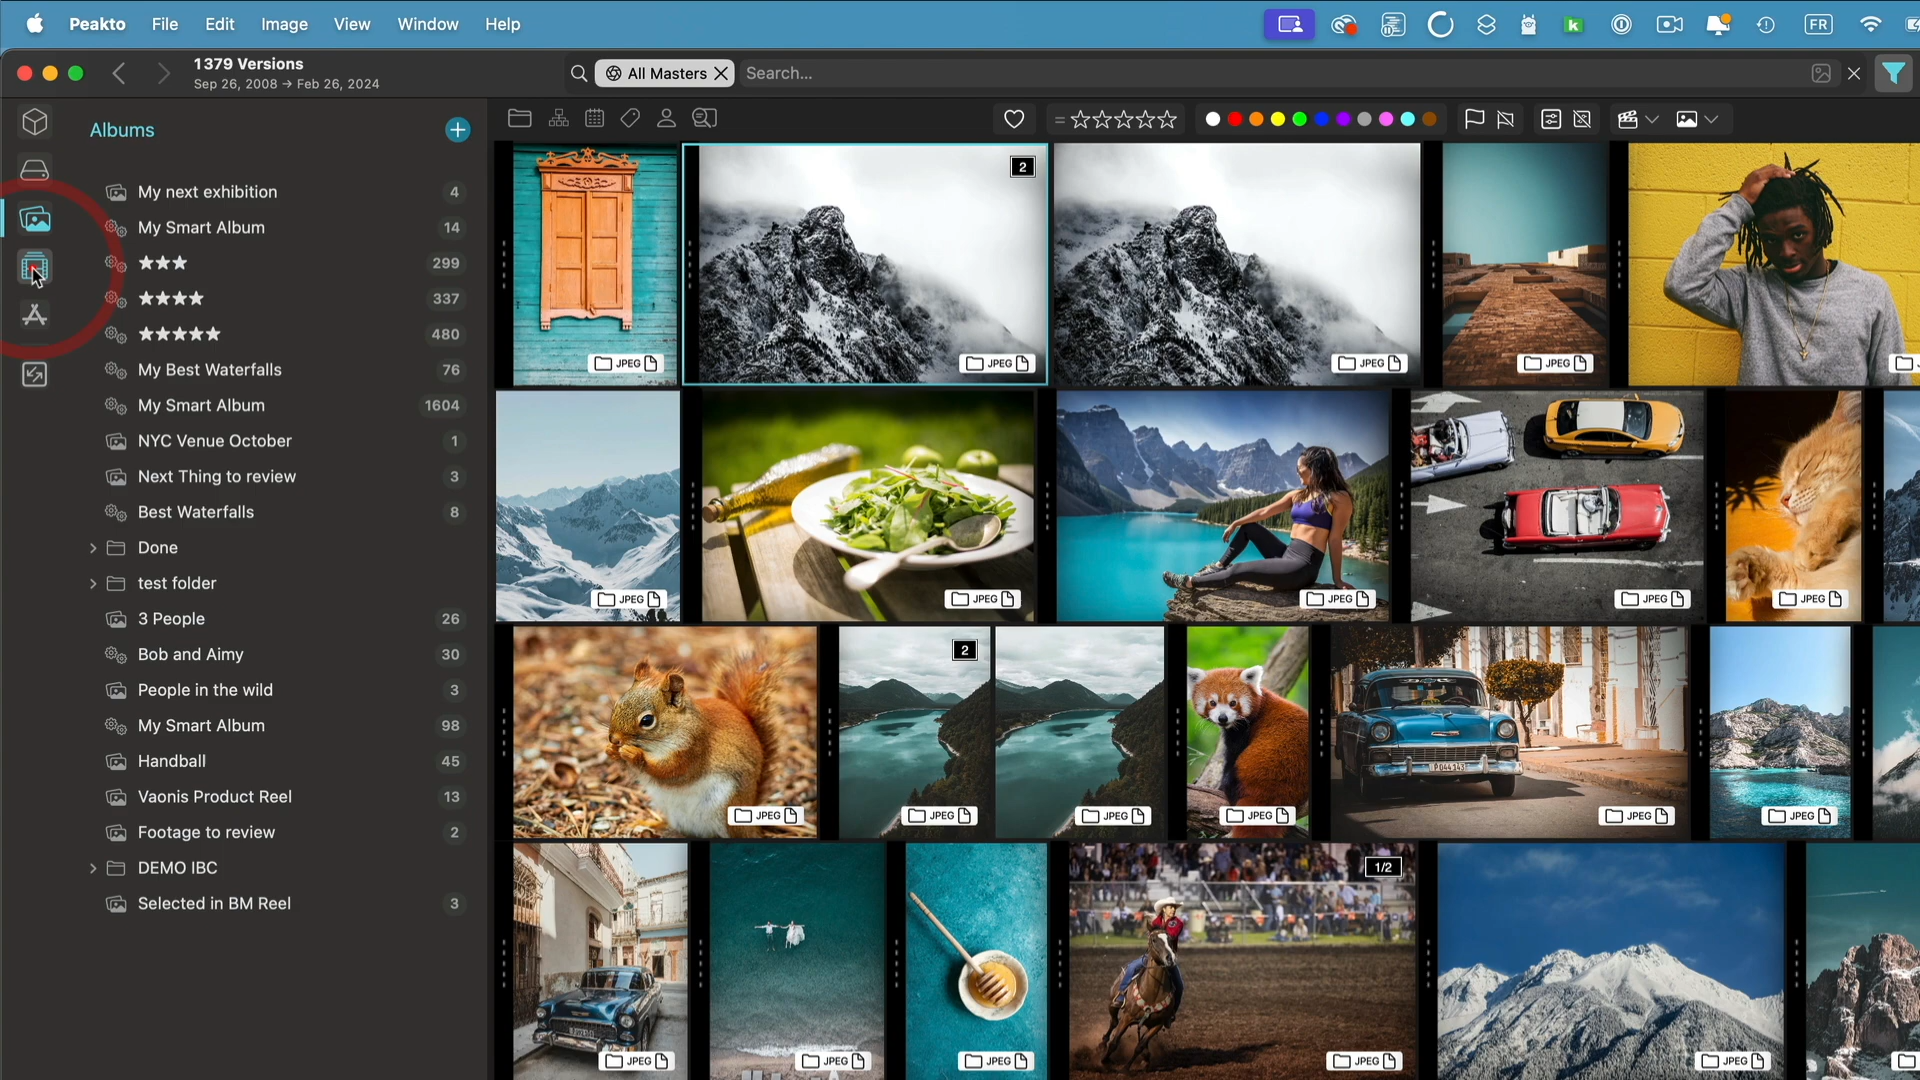 Peakto File Edit Image View Window Help
k
FR
1379 Versions
Sep 26, 2008 → Feb 26, 2024
All Masters
Search...
Albums
My next exhibition 4
My Smart Album 14
★★★ 299
★★★★ 337
★★★★★ 480
My Best Waterfalls 76
My Smart Album 1604
NYC Venue October 1
Next Thing to review 3
Best Waterfalls 8
Done
test folder
3 People 26
Bob and Aimy 30
People in the wild 3
My Smart Album 98
Handball 45
Vaonis Product Reel 13
Footage to review 2
DEMO IBC
Selected in BM Reel 3
2
JPEG JPEG JPEG JPEG
JPEG JPEG JPEG JPEG JPEG
2
P 044 143
JPEG JPEG JPEG JPEG JPEG JPEG
1/2
JPEG JPEG JPEG JPEG JPEG